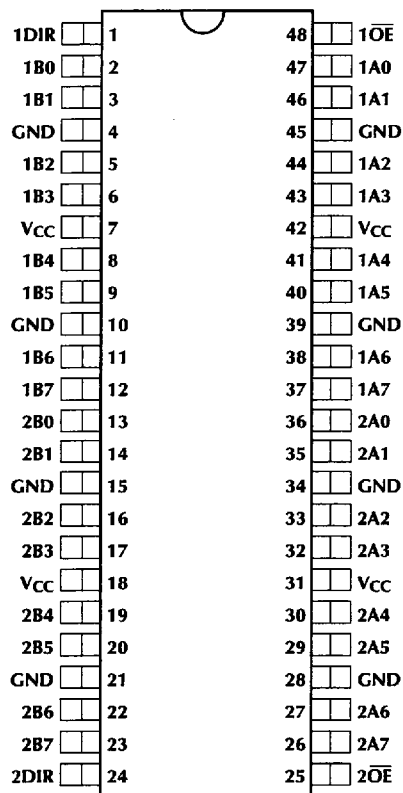 1DIR 1 48 1O̅E̅
1B0 2 47 1A0
1B1 3 46 1A1
GND 4 45 GND
1B2 5 44 1A2
1B3 6 43 1A3
VCC 7 42 VCC
1B4 8 41 1A4
1B5 9 40 1A5
GND 10 39 GND
1B6 11 38 1A6
1B7 12 37 1A7
2B0 13 36 2A0
2B1 14 35 2A1
GND 15 34 GND
2B2 16 33 2A2
2B3 17 32 2A3
VCC 18 31 VCC
2B4 19 30 2A4
2B5 20 29 2A5
GND 21 28 GND
2B6 22 27 2A6
2B7 23 26 2A7
2DIR 24 25 2O̅E̅